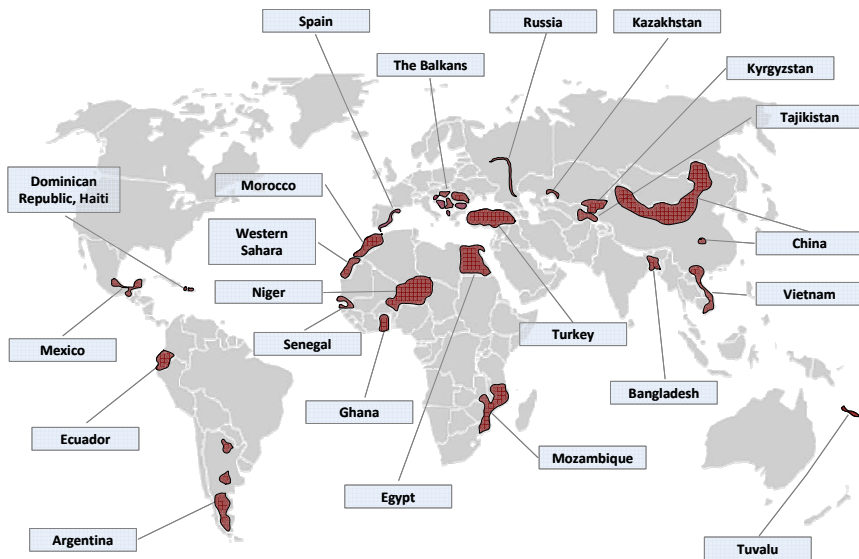 Spain
Russia
Kazakhstan
The Balkans
Kyrgyzstan
Tajikistan
Dominican
Republic, Haiti
Morocco
Western
Sahara
China
Niger
Vietnam
Mexico
Senegal
Turkey
Bangladesh
Ghana
Ecuador
Mozambique
Egypt
Argentina
Tuvalu